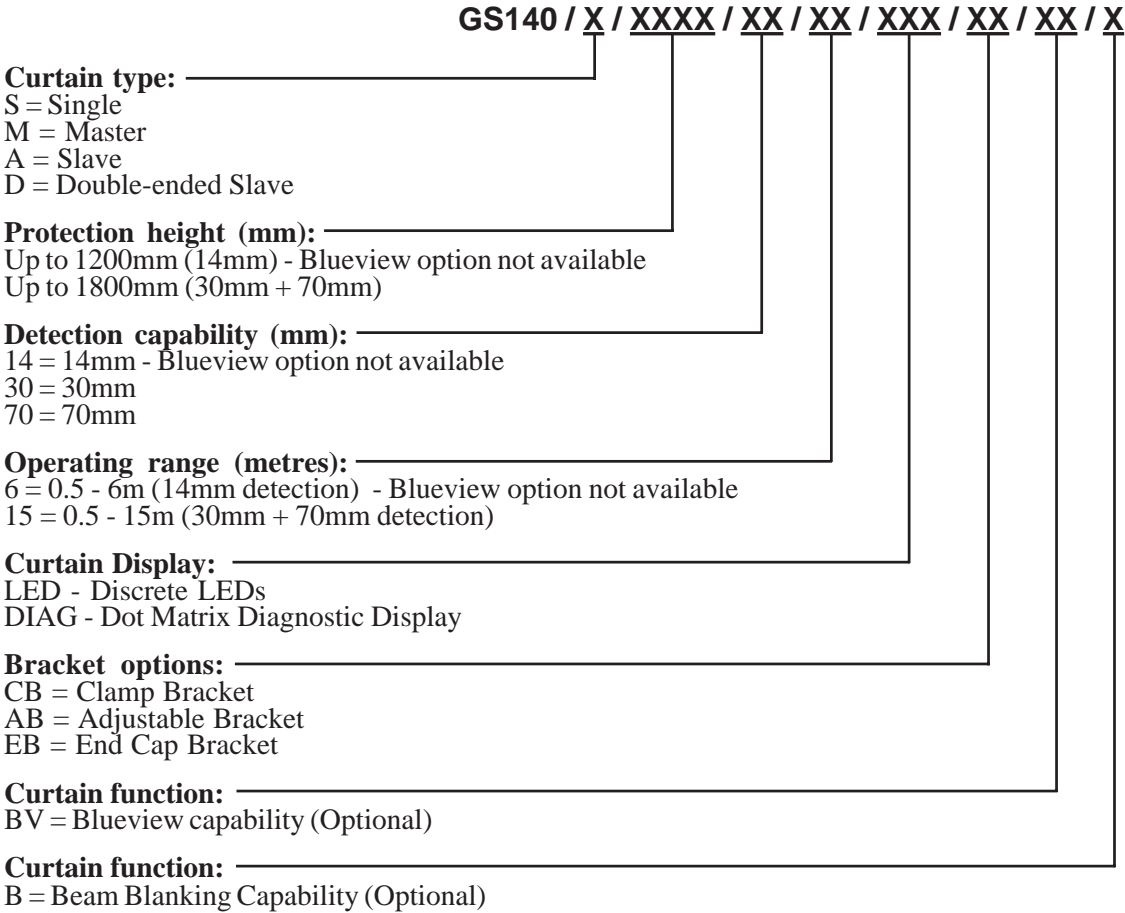 GS140 / X / XXXX / XX / XX / XXX / XX / XX / X
Curtain type:
S = Single
M = Master
A = Slave
D = Double-ended Slave
Protection height (mm):
Up to 1200mm (14mm) - Blueview option not available
Up to 1800mm (30mm + 70mm)
Detection capability (mm):
14 = 14mm - Blueview option not available
30 = 30mm
70 = 70mm
Operating range (metres):
6 = 0.5 - 6m (14mm detection) - Blueview option not available
15 = 0.5 - 15m (30mm + 70mm detection)
Curtain Display:
LED - Discrete LEDs
DIAG - Dot Matrix Diagnostic Display
Bracket options:
CB = Clamp Bracket
AB = Adjustable Bracket
EB = End Cap Bracket
Curtain function:
BV = Blueview capability (Optional)
Curtain function:
B = Beam Blanking Capability (Optional)